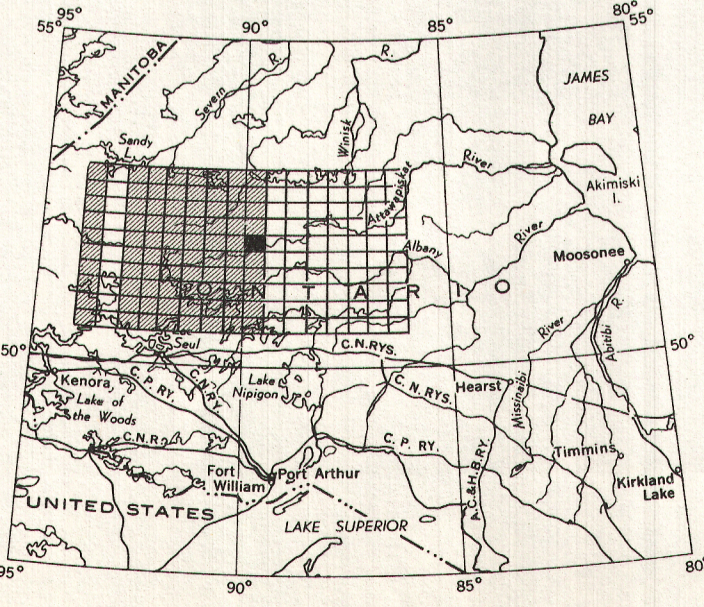 95°
90°
85°
80°
55°
55°
MANITOBA
Severn
R.
R.
JAMES
BAY
Sandy
L.
Winisk
River
Attawapiskat
Akimiski
I.
River
Albany
Moosonee
ONTARIO
River
Abitibi
R.
Seul
C.N.RYS.
50°
50°
Kenora
C. P. RY.
C.N.RY.
Lake
Nipigon
C. N. RYS.
Hearst
Missinaibi
Lake of
the Woods
C.N.R.
C. P. RY.
Timmins
Fort
William
Port Arthur
A.C.&H.B.RY.
Kirkland
Lake
UNITED STATES
LAKE SUPERIOR
95°
90°
85°
80°